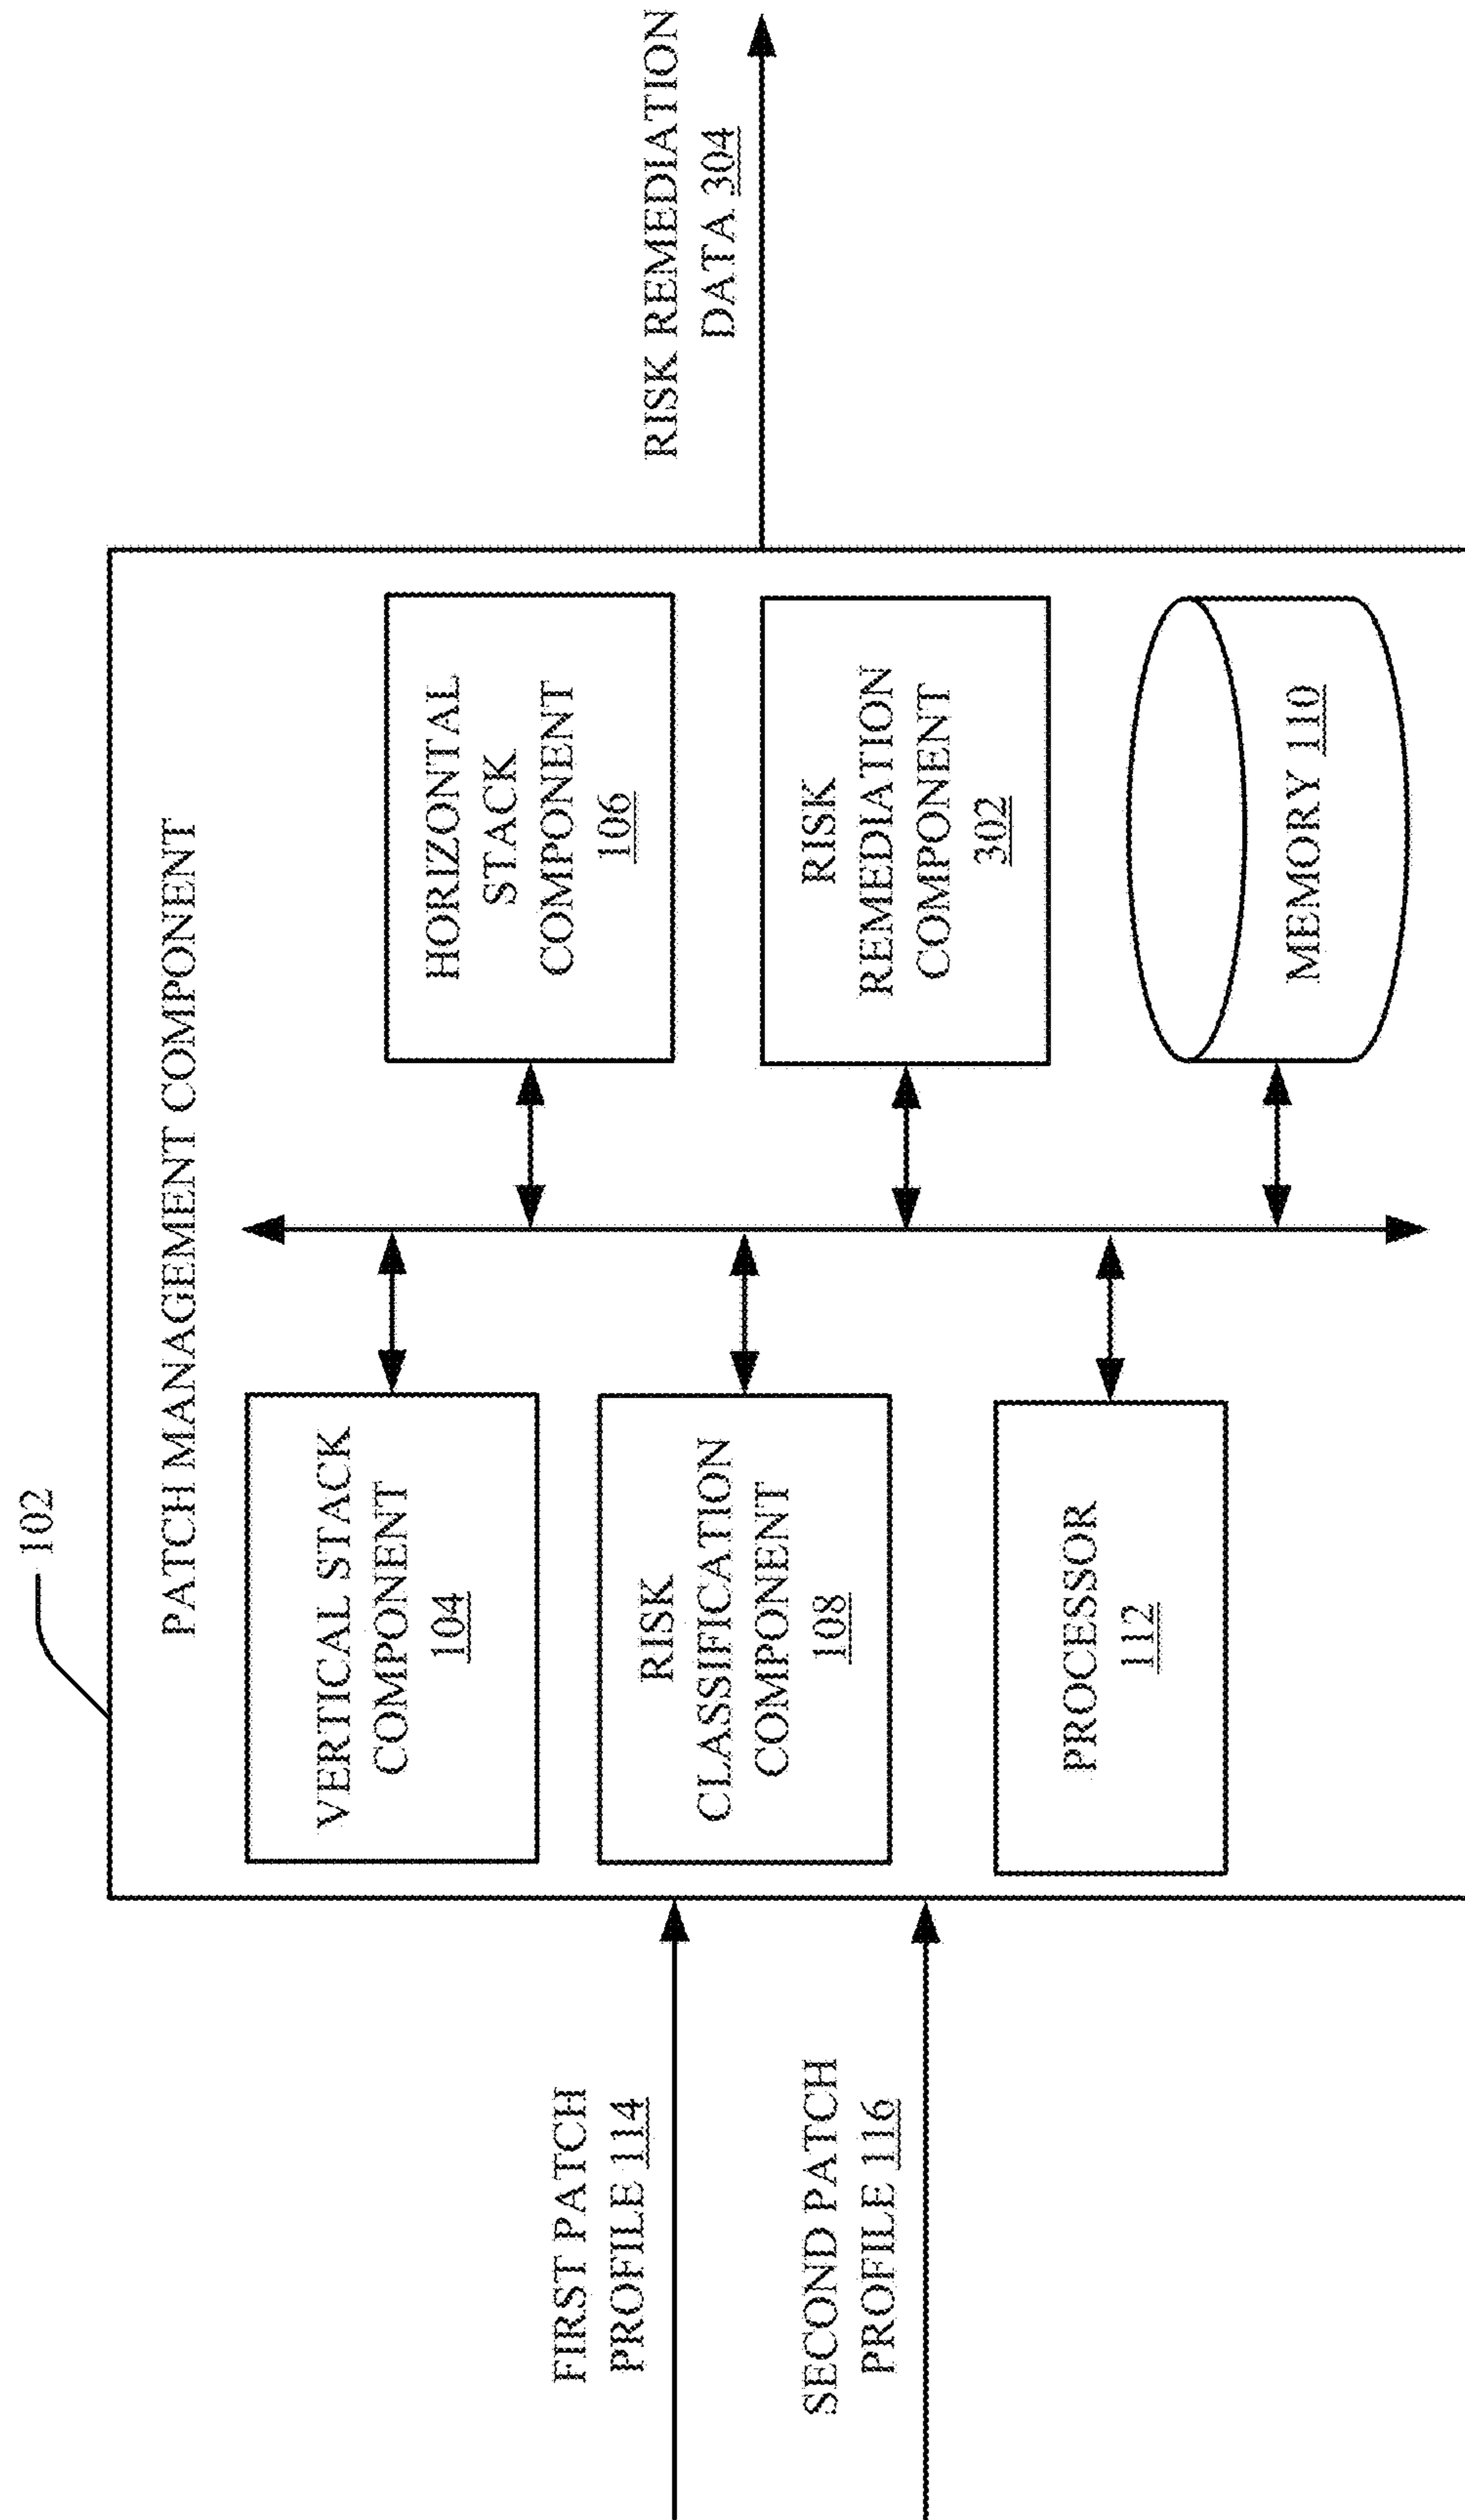 102
PATCH MANAGEMENT COMPONENT
FIRST PATCH
PROFILE 114
SECOND PATCH
PROFILE 116
VERTICAL STACK
COMPONENT
104
RISK
CLASSIFICATION
COMPONENT
108
PROCESSOR
112
HORIZONTAL
STACK
COMPONENT
106
RISK
REMEDIATION
COMPONENT
302
MEMORY 110
RISK REMEDIATION
DATA 304